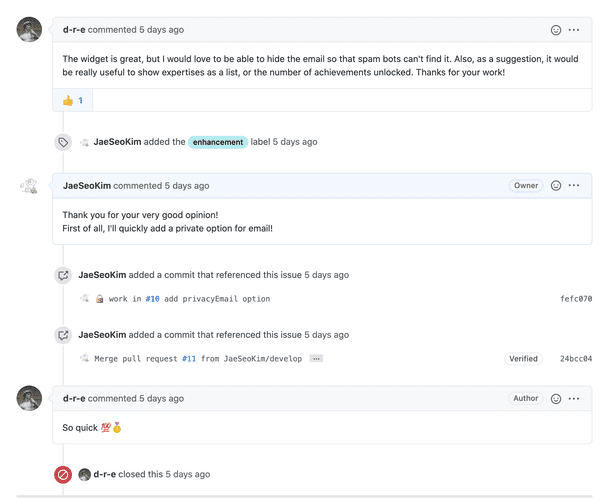 d-r-e commented 5 days ago
The widget is great, but I would love to be able to hide the email so that spam bots can't find it. Also, as a suggestion, it would
be really useful to show expertises as a list, or the number of achievements unlocked. Thanks for your work!
👍 1
JaeSeoKim added the enhancement label 5 days ago
JaeSeoKim commented 5 days ago Owner
Thank you for your very good opinion!
First of all, I'll quickly add a private option for email!
JaeSeoKim added a commit that referenced this issue 5 days ago
🔒 work in #10 add privacyEmail option fefc070
JaeSeoKim added a commit that referenced this issue 5 days ago
Merge pull request #11 from JaeSeoKim/develop ... Verified 24bcc04
d-r-e commented 5 days ago Author
So quick 💯🏅
d-r-e closed this 5 days ago